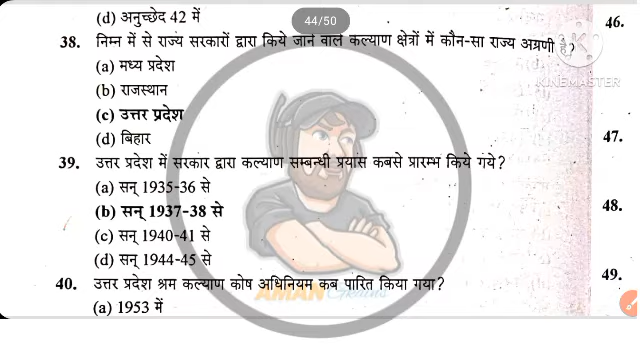 (d) अनुच्छेद 42 में
44/50
46.
38. निम्न में से राज्य सरकारों द्वारा किये जाने वाले कल्याण क्षेत्रों में कौन-सा राज्य अग्रणी है?
K
(a) मध्य प्रदेश
KINEMASTER
(b) राजस्थान
(c) उत्तर प्रदेश
(d) बिहार
47.
39. उत्तर प्रदेश में सरकार द्वारा कल्याण सम्बन्धी प्रयास कबसे प्रारम्भ किये गये?
(a) सन् 1935-36 से
(b) सन् 1937-38 से
48.
(c) सन् 1940-41 से
(d) सन् 1944-45 से
49.
40. उत्तर प्रदेश श्रम कल्याण कोष अधिनियम कब पारित किया गया?
AMAN
(a) 1953 में